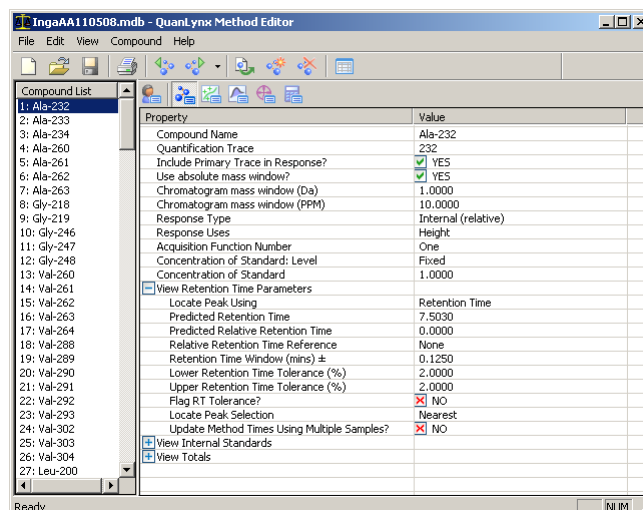 IngaAA110508.mdb - QuanLynx Method Editor
File Edit View Compound Help
Compound List
1: Ala-232
2: Ala-233
3: Ala-234
4: Ala-260
5: Ala-261
6: Ala-262
7: Ala-263
8: Gly-218
9: Gly-219
10: Gly-246
11: Gly-247
12: Gly-248
13: Val-260
14: Val-261
15: Val-262
16: Val-263
17: Val-264
18: Val-288
19: Val-289
20: Val-290
21: Val-291
22: Val-292
23: Val-293
24: Val-302
25: Val-303
26: Val-304
27: Leu-200
Property Value
Compound Name Ala-232
Quantification Trace 232
Include Primary Trace in Response? YES
Use absolute mass window? YES
Chromatogram mass window (Da) 1.0000
Chromatogram mass window (PPM) 10.0000
Response Type Internal (relative)
Response Uses Height
Acquisition Function Number One
Concentration of Standard: Level Fixed
Concentration of Standard 1.0000
View Retention Time Parameters
Locate Peak Using Retention Time
Predicted Retention Time 7.5030
Predicted Relative Retention Time 0.0000
Relative Retention Time Reference None
Retention Time Window (mins) ± 0.1250
Lower Retention Time Tolerance (%) 2.0000
Upper Retention Time Tolerance (%) 2.0000
Flag RT Tolerance? NO
Locate Peak Selection Nearest
Update Method Times Using Multiple Samples? NO
View Internal Standards
View Totals
Ready NUM